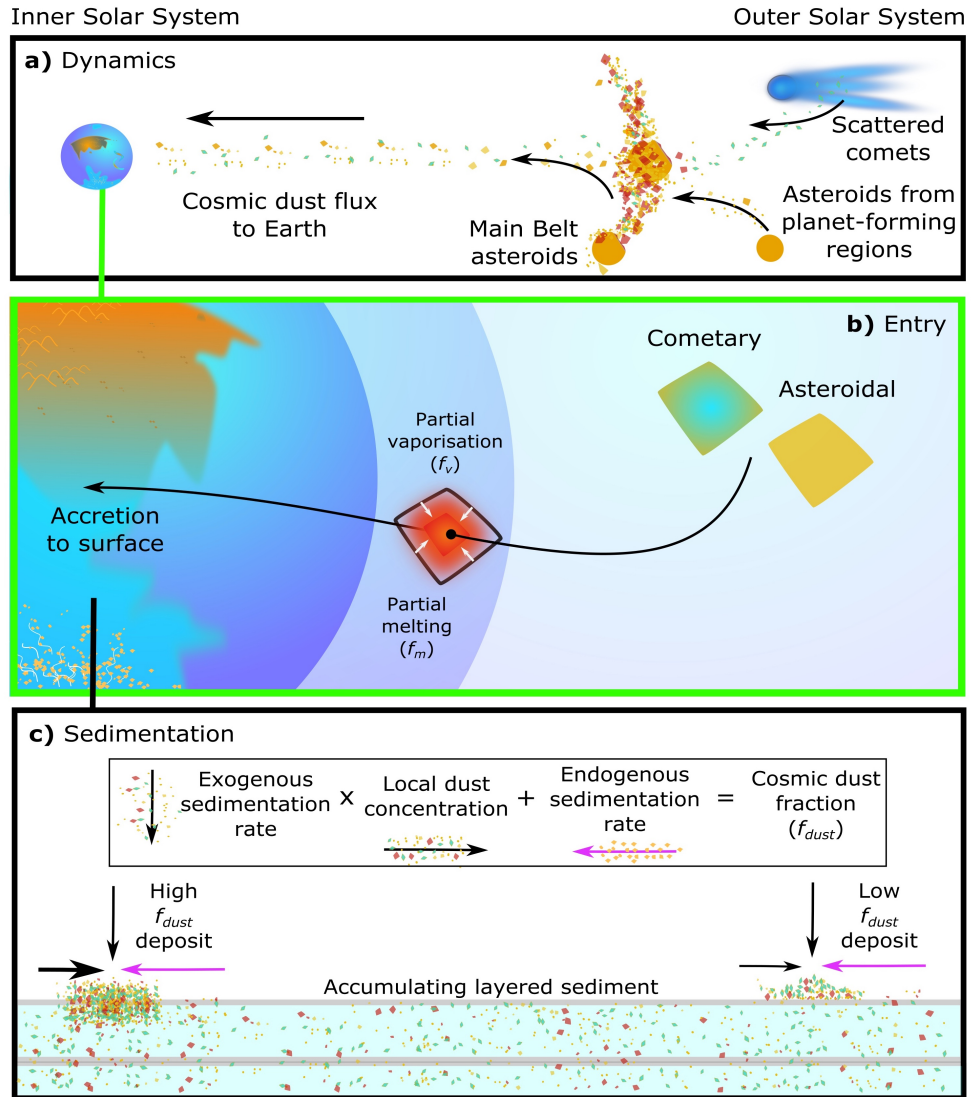 Inner Solar System
Outer Solar System
a) Dynamics
Scattered
comets
Cosmic dust flux
to Earth
Main Belt
asteroids
Asteroids from
planet-forming
regions
b) Entry
Cometary
Asteroidal
Partial
vaporisation
(fv)
Accretion
to surface
Partial
melting
(fm)
c) Sedimentation
Exogenous
sedimentation
rate
x
Local dust
concentration
+
Endogenous
sedimentation
rate
=
Cosmic dust
fraction
(fdust)
High
fdust
deposit
Low
fdust
deposit
Accumulating layered sediment